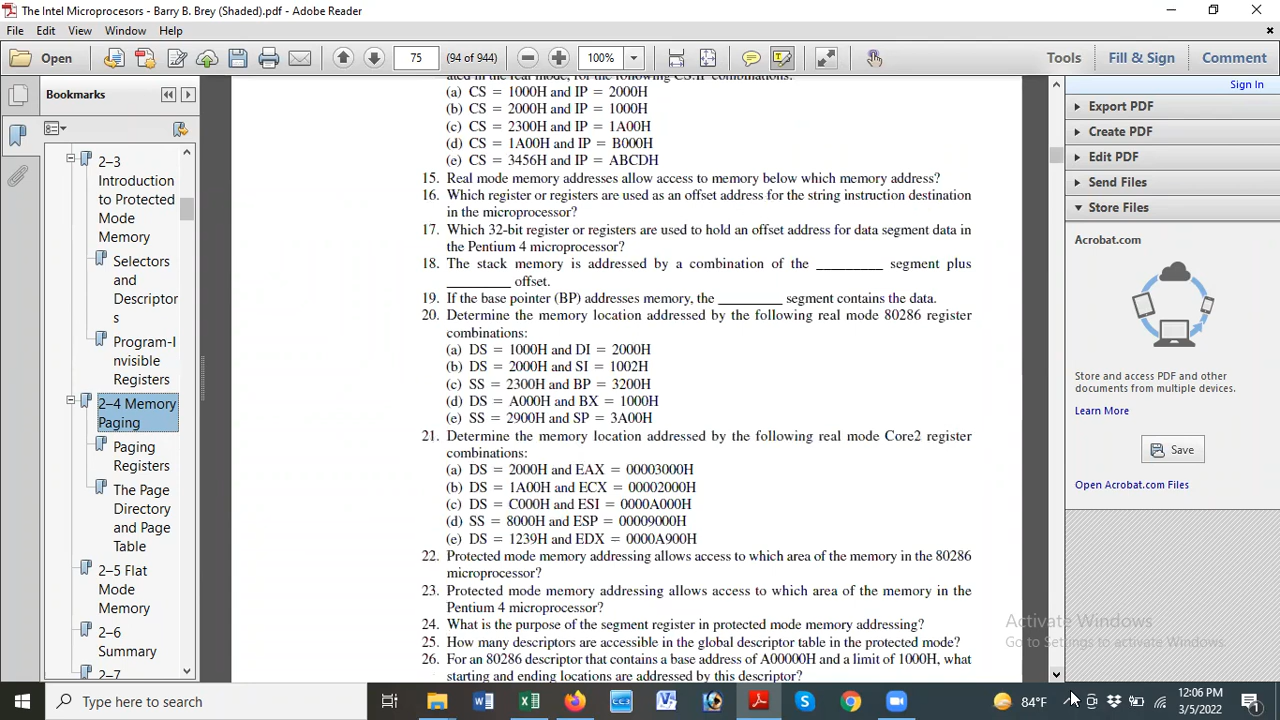 The Intel Microprocesors - Barry B. Brey (Shaded).pdf - Adobe Reader
File Edit View Window Help
Open 75 (94 of 944) 100% Tools Fill & Sign Comment
Bookmarks
2–3
Introduction
to Protected
Mode
Memory
Selectors
and
Descriptor
s
Program-I
nvisible
Registers
2–4 Memory
Paging
Paging
Registers
The Page
Directory
and Page
Table
2–5 Flat
Mode
Memory
2–6
Summary
2–7
ated in the real mode, for the following CS:IP combinations:
(a) CS = 1000H and IP = 2000H
(b) CS = 2000H and IP = 1000H
(c) CS = 2300H and IP = 1A00H
(d) CS = 1A00H and IP = B000H
(e) CS = 3456H and IP = ABCDH
15. Real mode memory addresses allow access to memory below which memory address?
16. Which register or registers are used as an offset address for the string instruction destination
in the microprocessor?
17. Which 32-bit register or registers are used to hold an offset address for data segment data in
the Pentium 4 microprocessor?
18. The stack memory is addressed by a combination of the _________ segment plus
_________ offset.
19. If the base pointer (BP) addresses memory, the _________ segment contains the data.
20. Determine the memory location addressed by the following real mode 80286 register
combinations:
(a) DS = 1000H and DI = 2000H
(b) DS = 2000H and SI = 1002H
(c) SS = 2300H and BP = 3200H
(d) DS = A000H and BX = 1000H
(e) SS = 2900H and SP = 3A00H
21. Determine the memory location addressed by the following real mode Core2 register
combinations:
(a) DS = 2000H and EAX = 00003000H
(b) DS = 1A00H and ECX = 00002000H
(c) DS = C000H and ESI = 0000A000H
(d) SS = 8000H and ESP = 00009000H
(e) DS = 1239H and EDX = 0000A900H
22. Protected mode memory addressing allows access to which area of the memory in the 80286
microprocessor?
23. Protected mode memory addressing allows access to which area of the memory in the
Pentium 4 microprocessor?
24. What is the purpose of the segment register in protected mode memory addressing?
25. How many descriptors are accessible in the global descriptor table in the protected mode?
26. For an 80286 descriptor that contains a base address of A00000H and a limit of 1000H, what
starting and ending locations are addressed by this descriptor?
Sign In
Export PDF
Create PDF
Edit PDF
Send Files
Store Files
Acrobat.com
Store and access PDF and other
documents from multiple devices.
Learn More
Save
Open Acrobat.com Files
Activate Windows
Go to Settings to activate Windows.
Type here to search
84°F
12:06 PM
3/5/2022